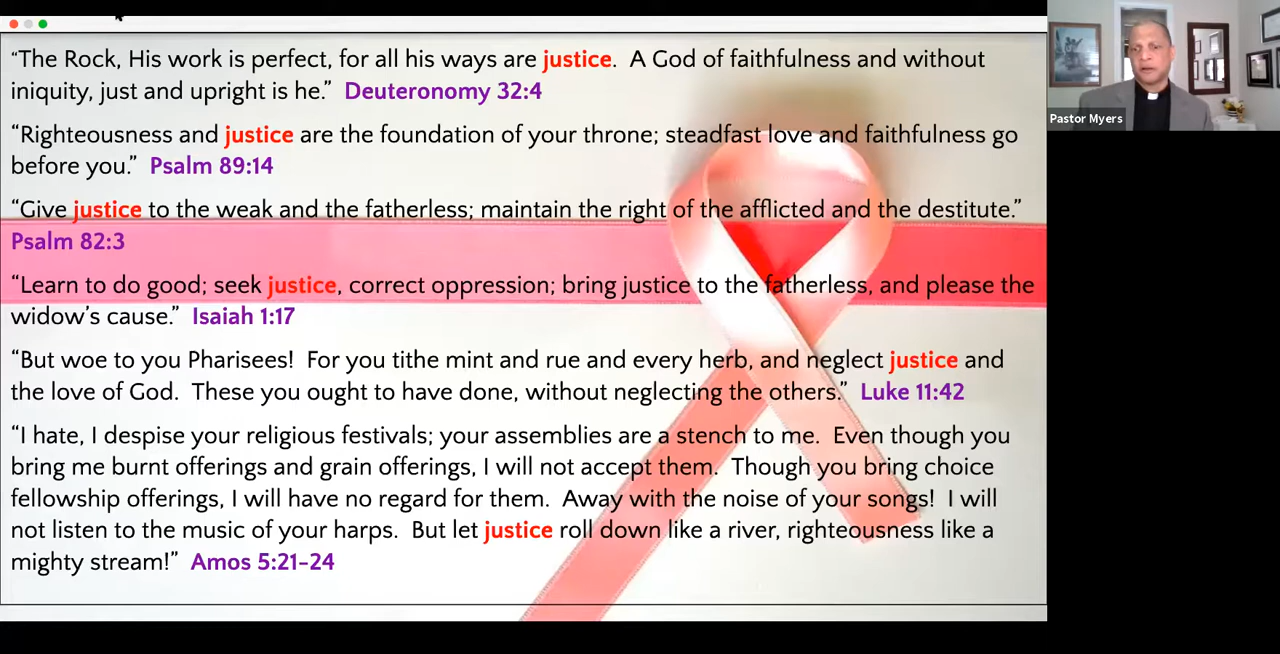 “The Rock, His work is perfect, for all his ways are justice.  A God of faithfulness and without
iniquity, just and upright is he.”  Deuteronomy 32:4
“Righteousness and justice are the foundation of your throne; steadfast love and faithfulness go
before you.”  Psalm 89:14
“Give justice to the weak and the fatherless; maintain the right of the afflicted and the destitute.”
Psalm 82:3
“Learn to do good; seek justice, correct oppression; bring justice to the fatherless, and please the
widow’s cause.”  Isaiah 1:17
“But woe to you Pharisees!  For you tithe mint and rue and every herb, and neglect justice and
the love of God.  These you ought to have done, without neglecting the others.”  Luke 11:42
“I hate, I despise your religious festivals; your assemblies are a stench to me.  Even though you
bring me burnt offerings and grain offerings, I will not accept them.  Though you bring choice
fellowship offerings, I will have no regard for them.  Away with the noise of your songs!  I will
not listen to the music of your harps.  But let justice roll down like a river, righteousness like a
mighty stream!”  Amos 5:21-24
Pastor Myers